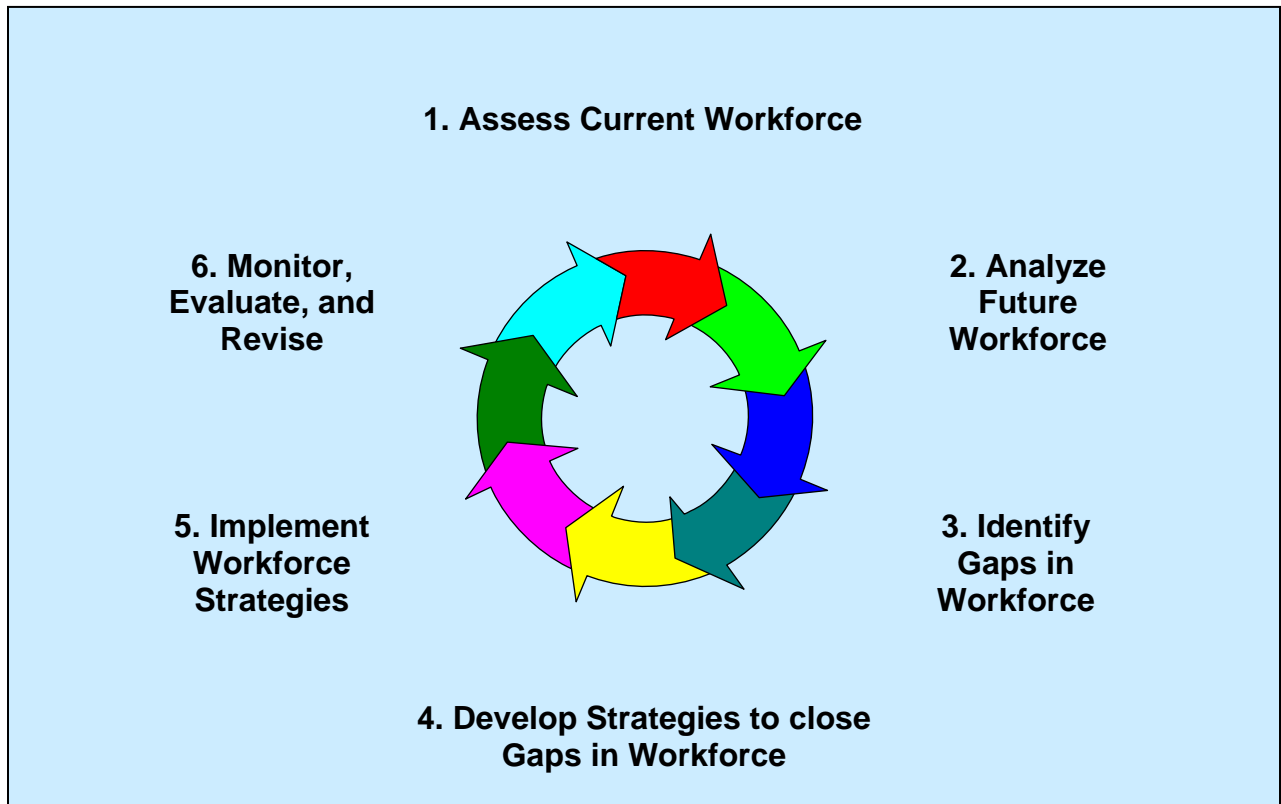 1. Assess Current Workforce
2. Analyze
Future
Workforce
3. Identify
Gaps in
Workforce
4. Develop Strategies to close
Gaps in Workforce
5. Implement
Workforce
Strategies
6. Monitor,
Evaluate, and
Revise